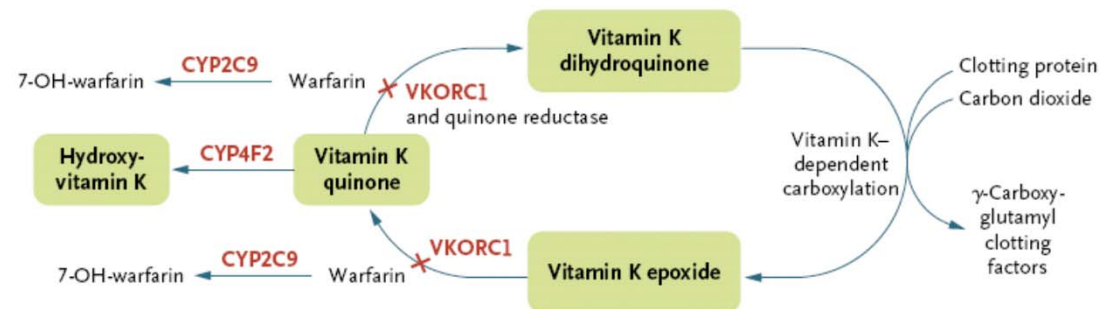 Vitamin K
dihydroquinone
CYP2C9
7-OH-warfarin
Warfarin
VKORC1
and quinone reductase
Clotting protein
Carbon dioxide
Hydroxy-
vitamin K
CYP4F2
Vitamin K
quinone
Vitamin K–
dependent
carboxylation
γ-Carboxy-
glutamyl
clotting
factors
CYP2C9
7-OH-warfarin
Warfarin
VKORC1
Vitamin K epoxide